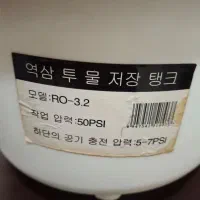 역삼 투 물 저장 탱크
모델:RO-3.2
작업 압력:50PSI
하단의 공기 충전 압력:5-7PSI